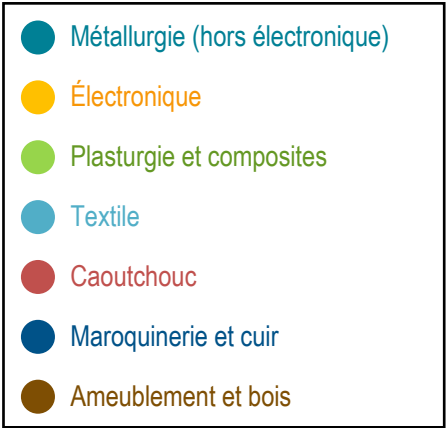 Métallurgie (hors électronique)
Électronique
Plasturgie et composites
Textile
Caoutchouc
Maroquinerie et cuir
Ameublement et bois